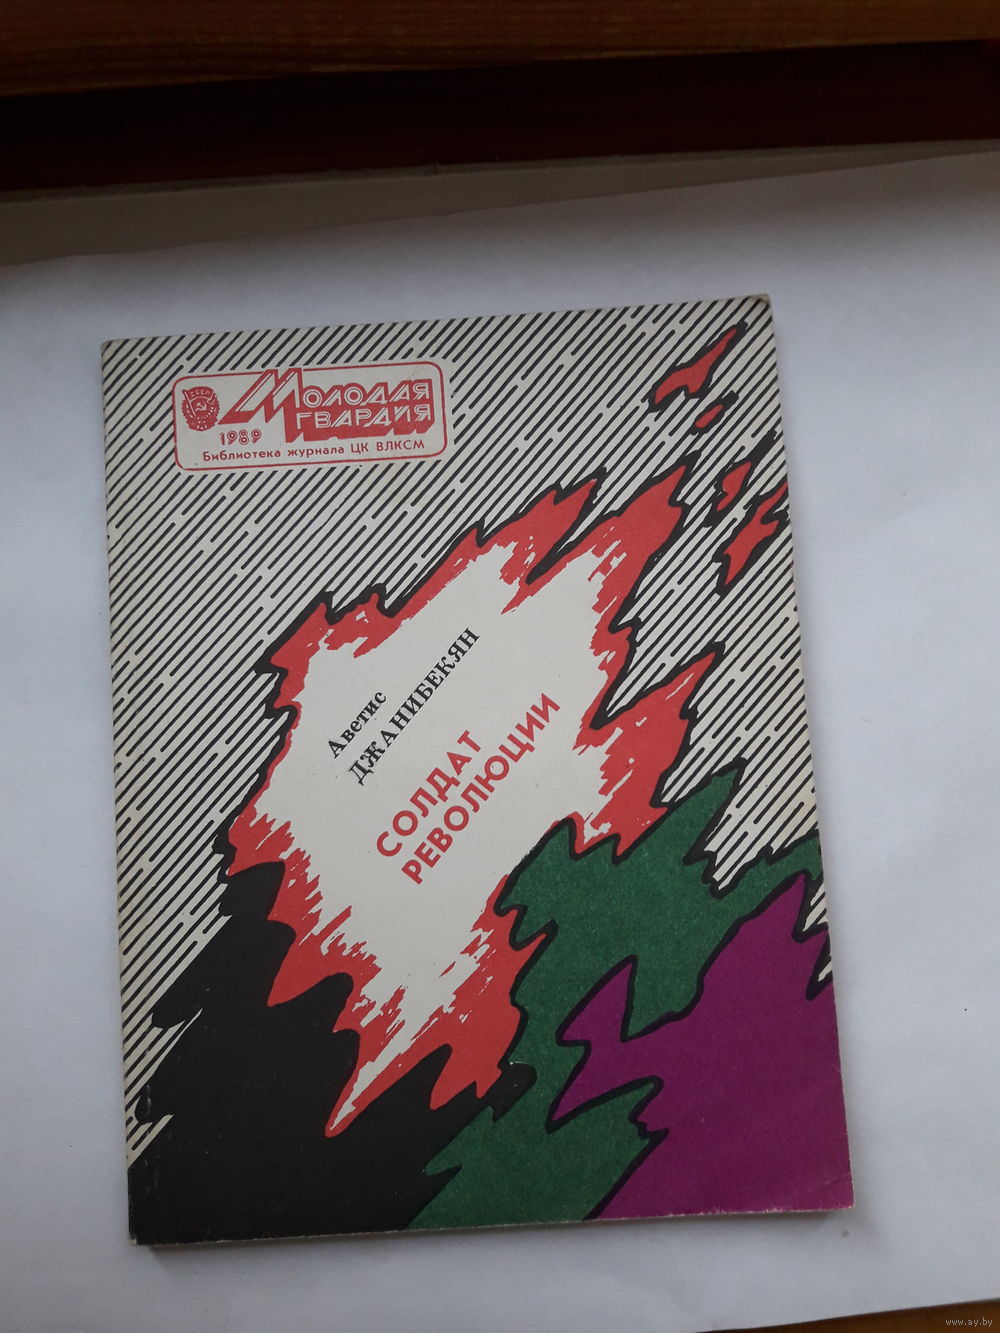 МОЛОДАЯ
ГВАРДИЯ
1989
Библиотека журнала ЦК ВЛКСМ
Аветис
ДЖАНИБЕКЯН
СОЛДАТ
РЕВОЛЮЦИИ
www.ay.by